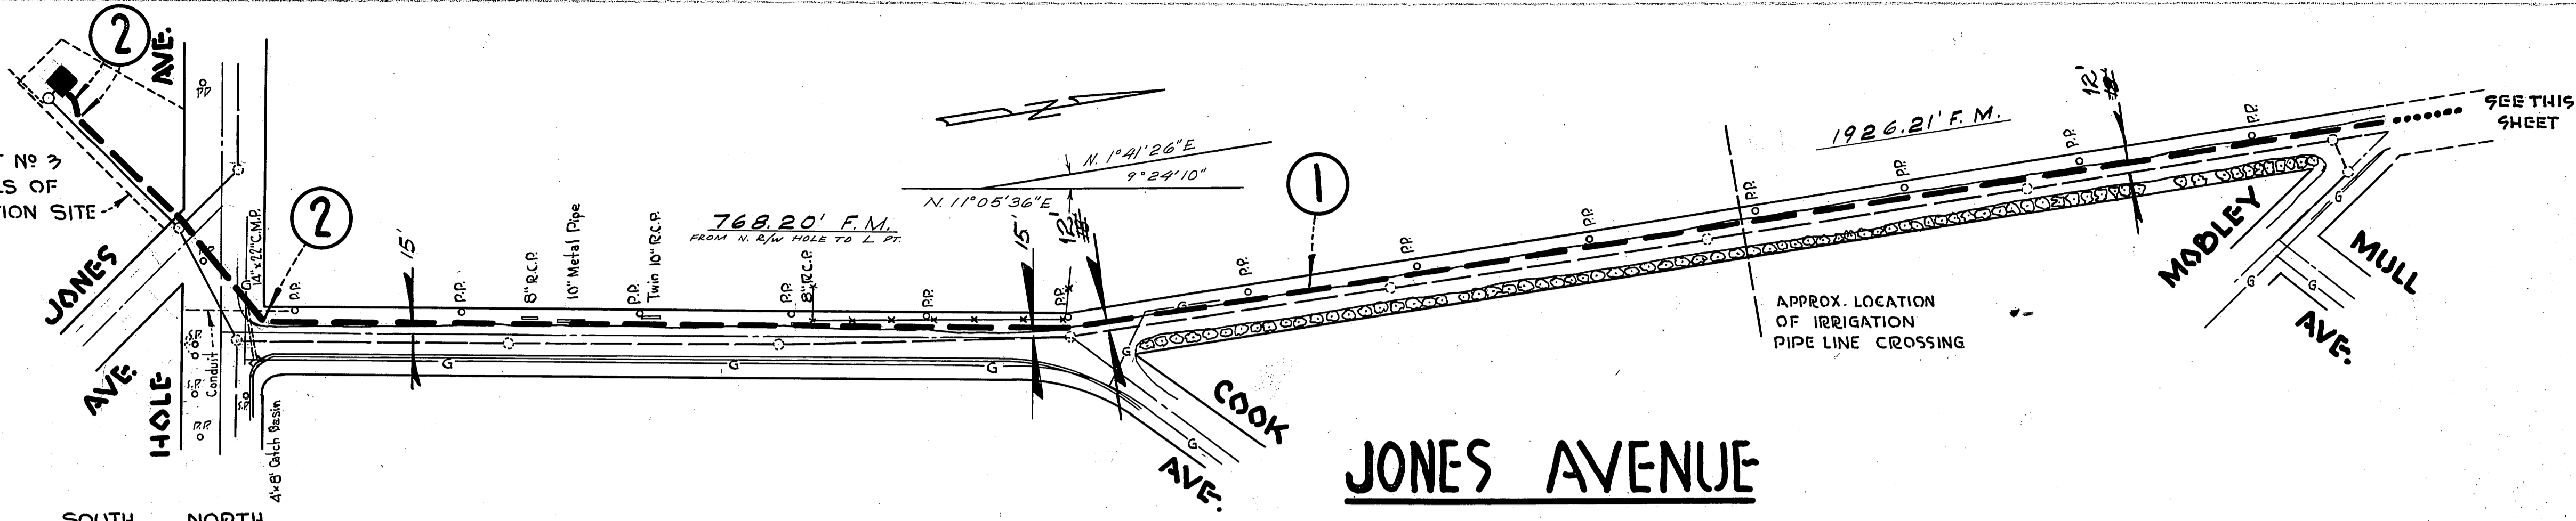 2
AVE.
P.P.
Nº 3
S OF
TION SITE
JONES
AVE.
HOLE
14"x22"C.M.P.
G
2
Conduit
S.P.
S.P.
P.P.
4'x8' Catch Basin
SOUTH NORTH
P.P.
15'
P.P.
8" R.C.P.
10" Metal Pipe
P.P.
Twin 10" R.C.P.
768.20' F.M.
FROM N. R/W HOLE TO L PT.
P.P.
8" R.C.P.
P.P.
N
N. 1°41'26"E
9°24'10"
N. 11°05'36"E
15'
12'
P.P.
G
G
G
G
G
G
COOK
AVE.
P.P.
1
P.P.
P.P.
P.P.
APPROX. LOCATION
OF IRRIGATION
PIPE LINE CROSSING
1926.21' F.M.
P.P.
P.P.
12'
P.P.
SEE THIS
SHEET
MOBLEY
MULL
AVE.
G
G
G
JONES AVENUE